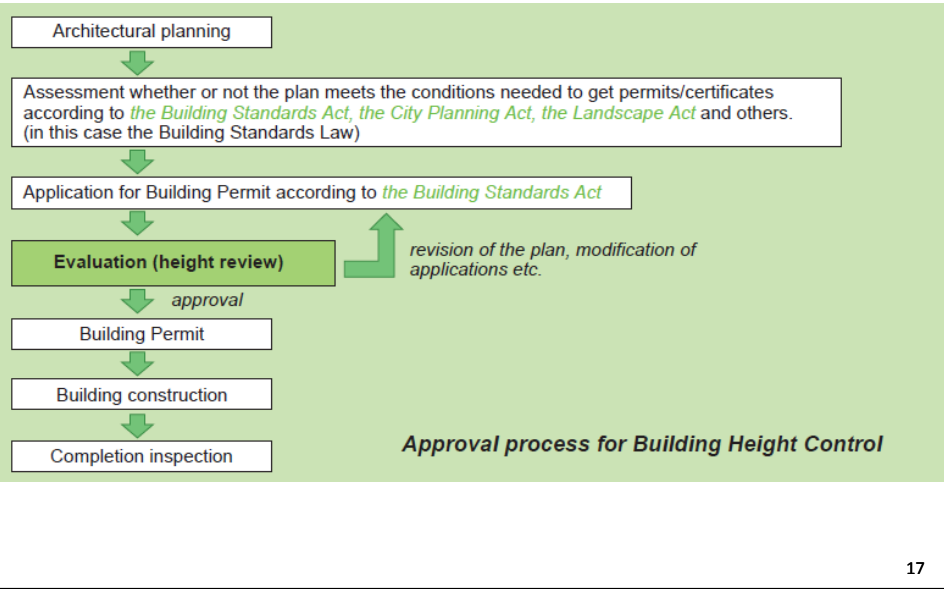 Architectural planning
Assessment whether or not the plan meets the conditions needed to get permits/certificates
according to the Building Standards Act, the City Planning Act, the Landscape Act and others.
(in this case the Building Standards Law)
Application for Building Permit according to the Building Standards Act
Evaluation (height review)
revision of the plan, modification of
applications etc.
approval
Building Permit
Building construction
Completion inspection
Approval process for Building Height Control
17